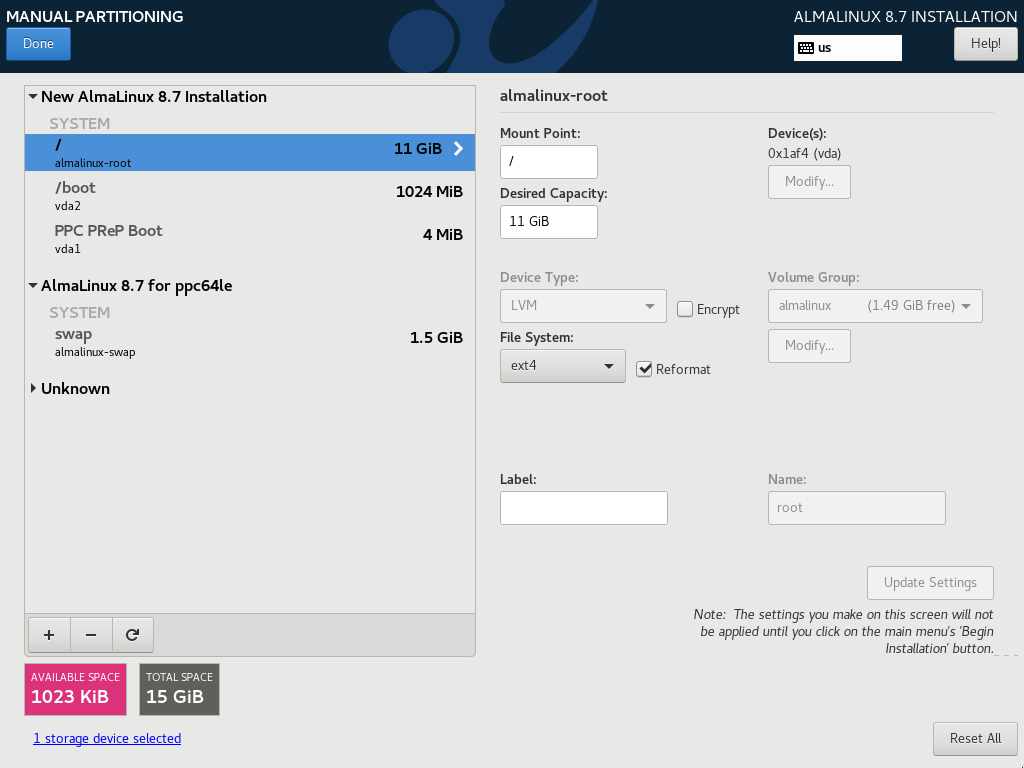 MANUAL PARTITIONING
ALMALINUX 8.7 INSTALLATION
Done
us
Help!
New AlmaLinux 8.7 Installation
SYSTEM
/
11 GiB
almalinux-root
/boot
1024 MiB
vda2
PPC PReP Boot
4 MiB
vda1
AlmaLinux 8.7 for ppc64le
SYSTEM
swap
1.5 GiB
almalinux-swap
Unknown
+ −
AVAILABLE SPACE
1023 KiB
TOTAL SPACE
15 GiB
1 storage device selected
almalinux-root
Mount Point:
/
Device(s):
0x1af4 (vda)
Modify...
Desired Capacity:
11 GiB
Device Type:
LVM
Encrypt
Volume Group:
almalinux (1.49 GiB free)
Modify...
File System:
ext4
Reformat
Label:
Name:
root
Update Settings
Note:  The settings you make on this screen will not
be applied until you click on the main menu's 'Begin
Installation' button.
Reset All